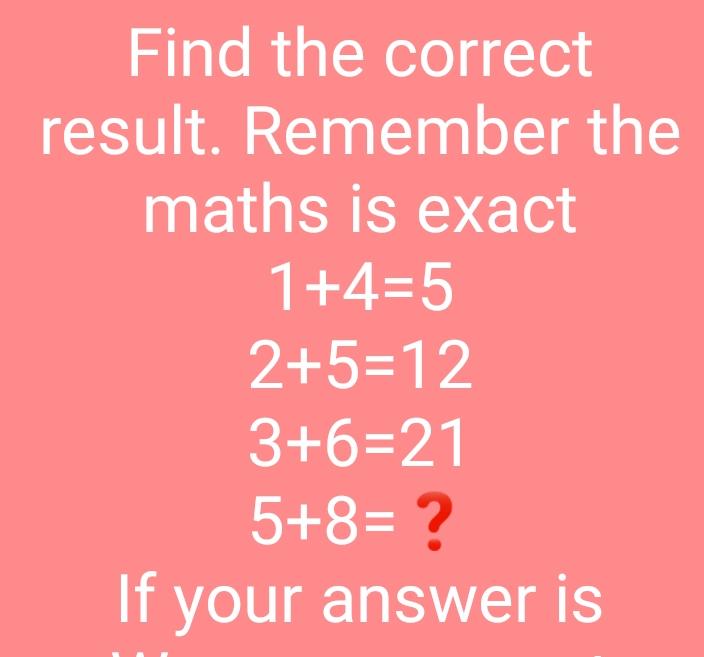 Find the correct
result. Remember the
maths is exact
1+4=5
2+5=12
3+6=21
5+8= ❓
If your answer is